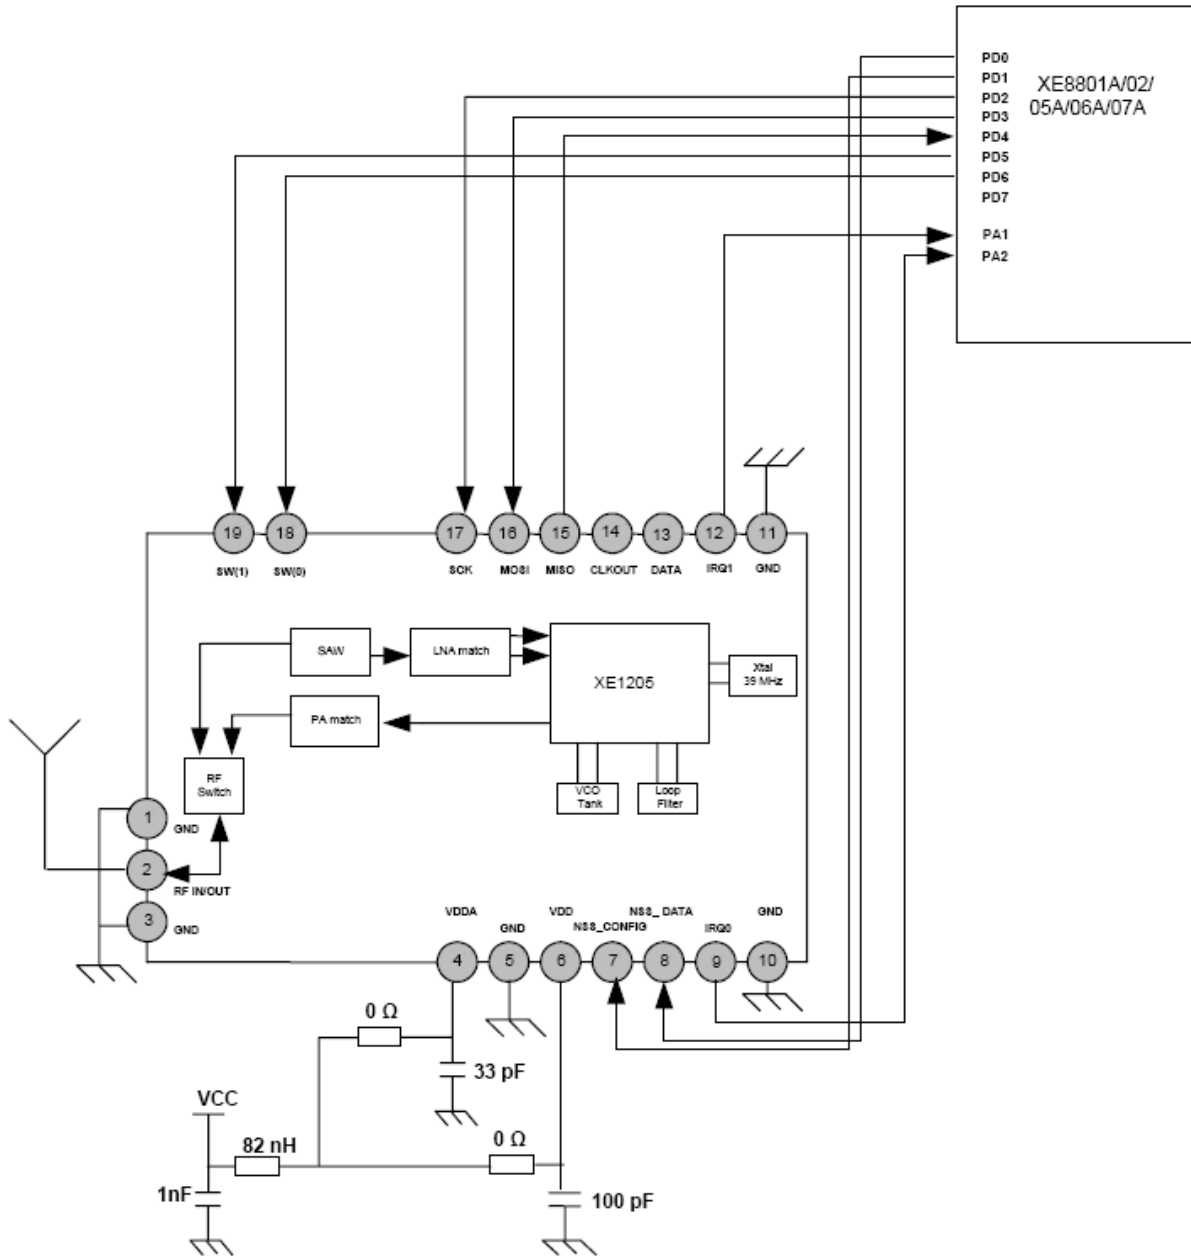 PD0
PD1
PD2
PD3
PD4
PD5
PD6
PD7
PA1
PA2
XE8801A/02/
05A/06A/07A
19
18
17
16
15
14
13
12
11
SW(1)
SW(0)
SCK
MOSI
MISO
CLKOUT
DATA
IRQ1
GND
SAW
LNA match
XE1205
Xtal
39 MHz
PA match
RF
Switch
VCO
Tank
Loop
Filter
1
GND
2
RF IN/OUT
3
GND
VDDA
GND
VDD
NSS_CONFIG
NSS_DATA
IRQ0
GND
4
5
6
7
8
9
10
0 Ω
33 pF
VCC
82 nH
0 Ω
1nF
100 pF